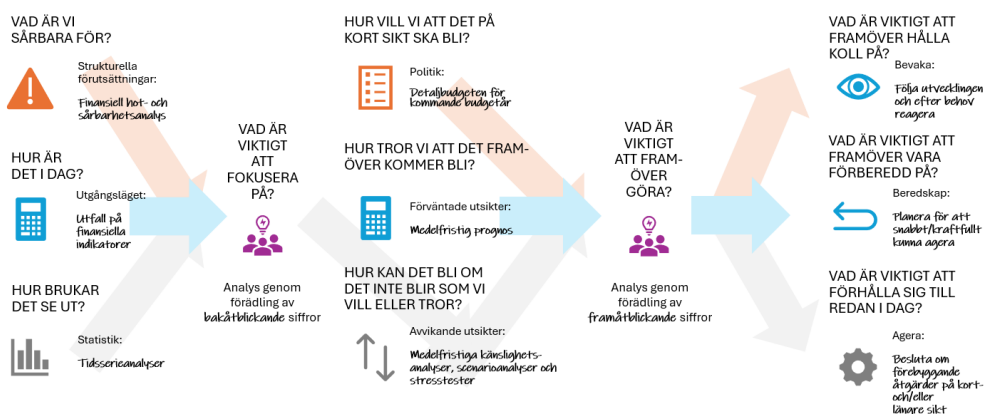 VAD ÄR VI
SÅRBARA FÖR?
Strukturella
förutsättningar:
Finansiell hot- och
sårbarhetsanalys
HUR ÄR
DET I DAG?
Utgångsläget:
Utfall på
finansiella
indikatorer
HUR BRUKAR
DET SE UT?
Statistik:
Tidsserieanalyser
VAD ÄR
VIKTIGT
ATT
FOKUSERA
PÅ?
Analys genom
förädling av
bakåtblickande siffror
HUR VILL VI ATT DET PÅ
KORT SIKT SKA BLI?
Politik:
Detaljbudgeten för
kommande budgetår
HUR TROR VI ATT DET FRAM-
ÖVER KOMMER BLI?
Förväntade utsikter:
Medelfristig prognos
HUR KAN DET BLI OM
DET INTE BLIR SOM VI
VILL ELLER TROR?
Avvikande utsikter:
Medelfristiga känslighets-
analyser, scenarioanalyser och
stresstester
VAD ÄR
VIKTIGT
ATT FRAM-
ÖVER
GÖRA?
Analys genom
förädling av
framåtblickande siffror
VAD ÄR VIKTIGT ATT
FRAMÖVER HÅLLA
KOLL PÅ?
Bevaka:
Följa utvecklingen
och efter behov
reagera
VAD ÄR VIKTIGT ATT
FRAMÖVER VARA
FÖRBEREDD PÅ?
Beredskap:
Planera för att
snabbt/kraftfullt
kunna agera
VAD ÄR VIKTIGT ATT
FÖRHÅLLA SIG TILL
REDAN I DAG?
Agera:
Besluta om
förebyggande
åtgärder på kort-
och/eller
längre sikt